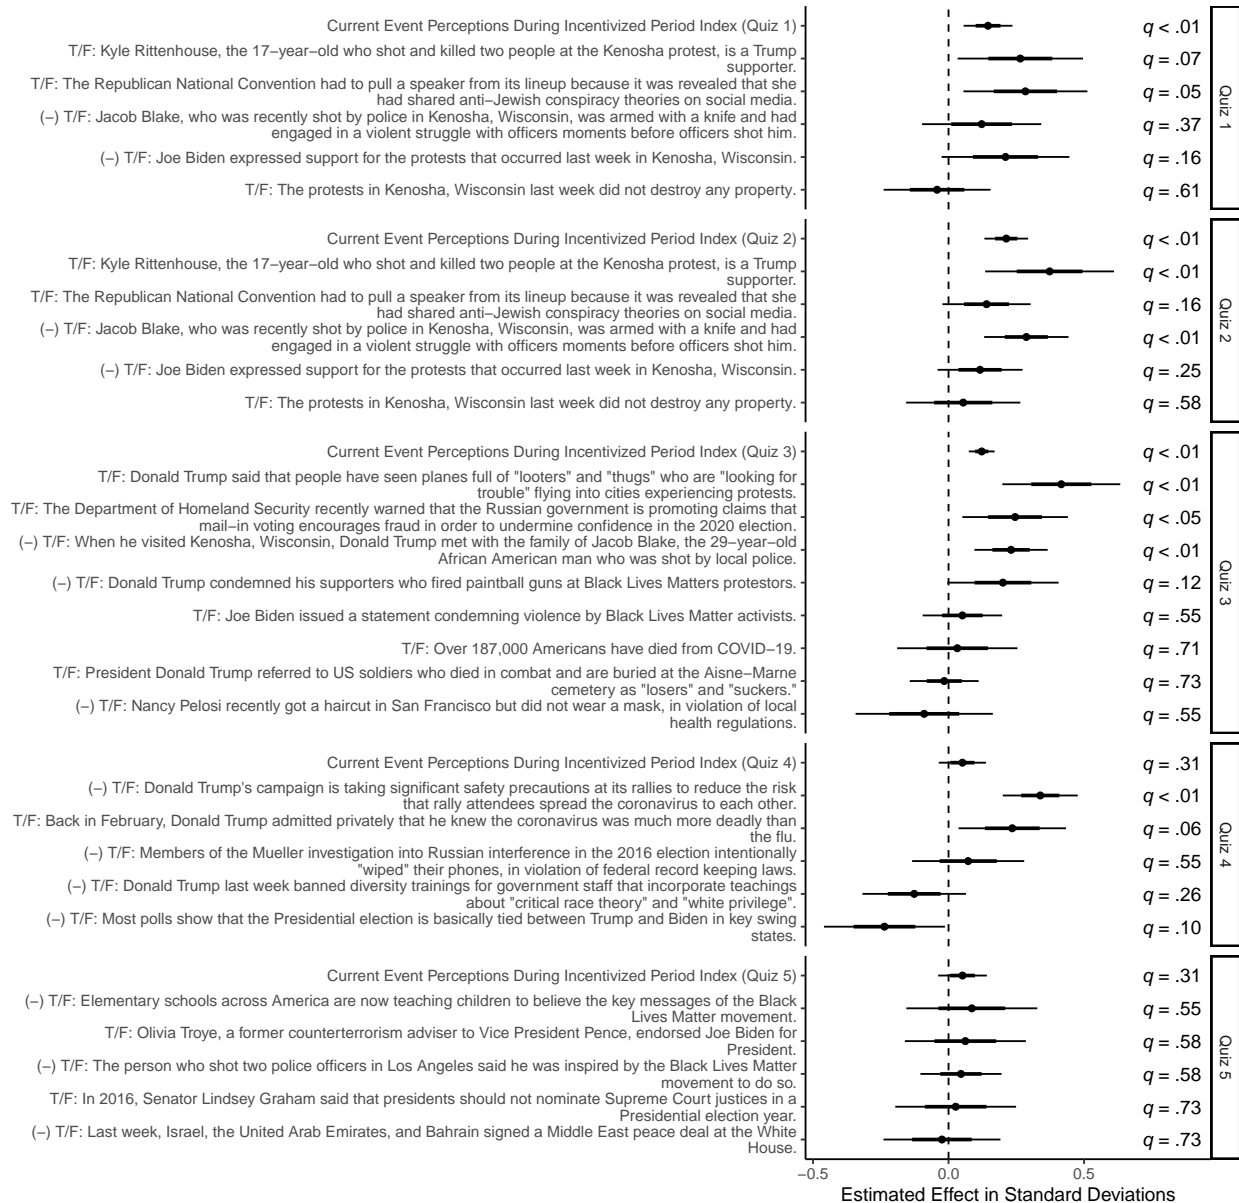 Current Event Perceptions During Incentivized Period Index (Quiz 1)
q < .01
T/F: Kyle Rittenhouse, the 17−year−old who shot and killed two people at the Kenosha protest, is a Trump
supporter.
q = .07
T/F: The Republican National Convention had to pull a speaker from its lineup because it was revealed that she
had shared anti−Jewish conspiracy theories on social media.
q = .05
(−) T/F: Jacob Blake, who was recently shot by police in Kenosha, Wisconsin, was armed with a knife and had
engaged in a violent struggle with officers moments before officers shot him.
q = .37
(−) T/F: Joe Biden expressed support for the protests that occurred last week in Kenosha, Wisconsin.
q = .16
T/F: The protests in Kenosha, Wisconsin last week did not destroy any property.
q = .61
Quiz 1
Current Event Perceptions During Incentivized Period Index (Quiz 2)
q < .01
T/F: Kyle Rittenhouse, the 17−year−old who shot and killed two people at the Kenosha protest, is a Trump
supporter.
q < .01
T/F: The Republican National Convention had to pull a speaker from its lineup because it was revealed that she
had shared anti−Jewish conspiracy theories on social media.
q = .16
(−) T/F: Jacob Blake, who was recently shot by police in Kenosha, Wisconsin, was armed with a knife and had
engaged in a violent struggle with officers moments before officers shot him.
q < .01
(−) T/F: Joe Biden expressed support for the protests that occurred last week in Kenosha, Wisconsin.
q = .25
T/F: The protests in Kenosha, Wisconsin last week did not destroy any property.
q = .58
Quiz 2
Current Event Perceptions During Incentivized Period Index (Quiz 3)
q < .01
T/F: Donald Trump said that people have seen planes full of "looters" and "thugs" who are "looking for
trouble" flying into cities experiencing protests.
q < .01
T/F: The Department of Homeland Security recently warned that the Russian government is promoting claims that
mail−in voting encourages fraud in order to undermine confidence in the 2020 election.
q < .05
(−) T/F: When he visited Kenosha, Wisconsin, Donald Trump met with the family of Jacob Blake, the 29−year−old
African American man who was shot by local police.
q < .01
(−) T/F: Donald Trump condemned his supporters who fired paintball guns at Black Lives Matters protestors.
q = .12
T/F: Joe Biden issued a statement condemning violence by Black Lives Matter activists.
q = .55
T/F: Over 187,000 Americans have died from COVID−19.
q = .71
T/F: President Donald Trump referred to US soldiers who died in combat and are buried at the Aisne−Marne
cemetery as "losers" and "suckers."
q = .73
(−) T/F: Nancy Pelosi recently got a haircut in San Francisco but did not wear a mask, in violation of local
health regulations.
q = .55
Quiz 3
Current Event Perceptions During Incentivized Period Index (Quiz 4)
q = .31
(−) T/F: Donald Trump's campaign is taking significant safety precautions at its rallies to reduce the risk
that rally attendees spread the coronavirus to each other.
q < .01
T/F: Back in February, Donald Trump admitted privately that he knew the coronavirus was much more deadly than
the flu.
q = .06
(−) T/F: Members of the Mueller investigation into Russian interference in the 2016 election intentionally
"wiped" their phones, in violation of federal record keeping laws.
q = .55
(−) T/F: Donald Trump last week banned diversity trainings for government staff that incorporate teachings
about "critical race theory" and "white privilege".
q = .26
(−) T/F: Most polls show that the Presidential election is basically tied between Trump and Biden in key swing
states.
q = .10
Quiz 4
Current Event Perceptions During Incentivized Period Index (Quiz 5)
q = .31
(−) T/F: Elementary schools across America are now teaching children to believe the key messages of the Black
Lives Matter movement.
q = .55
T/F: Olivia Troye, a former counterterrorism adviser to Vice President Pence, endorsed Joe Biden for
President.
q = .58
(−) T/F: The person who shot two police officers in Los Angeles said he was inspired by the Black Lives Matter
movement to do so.
q = .58
T/F: In 2016, Senator Lindsey Graham said that presidents should not nominate Supreme Court justices in a
Presidential election year.
q = .73
(−) T/F: Last week, Israel, the United Arab Emirates, and Bahrain signed a Middle East peace deal at the White
House.
q = .73
Quiz 5
−0.5 0.0 0.5
Estimated Effect in Standard Deviations